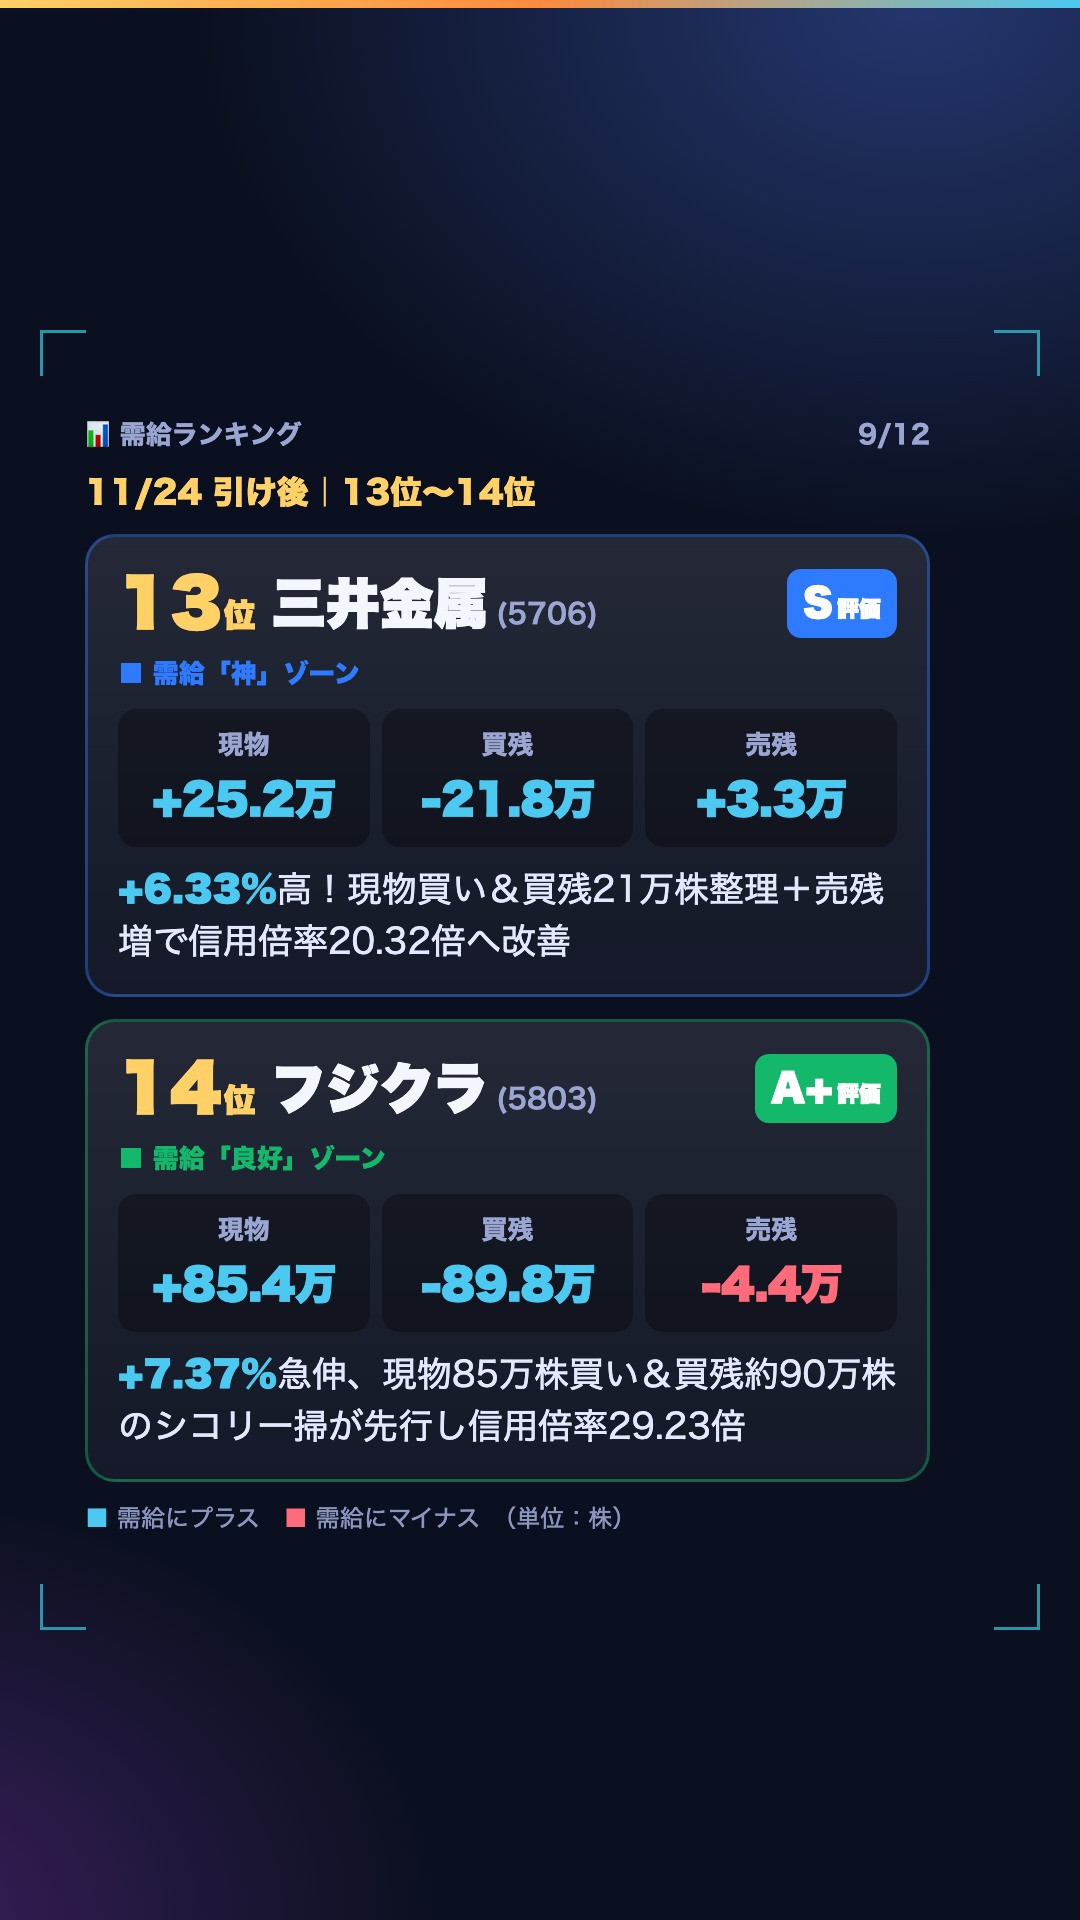 📊 需給ランキング 9/12
11/24 引け後｜13位〜14位
13位 三井金属 (5706) S評価
■ 需給「神」ゾーン
現物 買残 売残
+25.2万 -21.8万 +3.3万
+6.33%高！現物買い＆買残21万株整理＋売残
増で信用倍率20.32倍へ改善
14位 フジクラ (5803) A+評価
■ 需給「良好」ゾーン
現物 買残 売残
+85.4万 -89.8万 -4.4万
+7.37%急伸、現物85万株買い＆買残約90万株
のシコリ一掃が先行し信用倍率29.23倍
■ 需給にプラス ■ 需給にマイナス （単位：株）